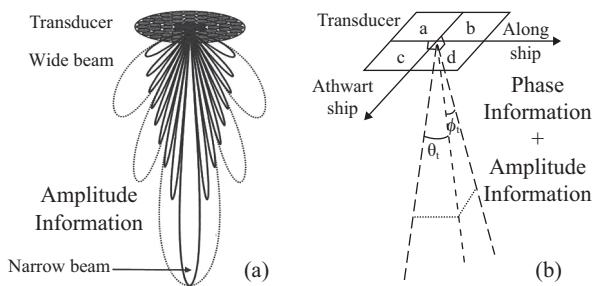 Transducer
Wide beam
Amplitude
Information
Narrow beam
(a)
Transducer
a
b
c
d
Along
ship
Athwart
ship
Phase
Information
+
Amplitude
Information
θt
ϕt
(b)